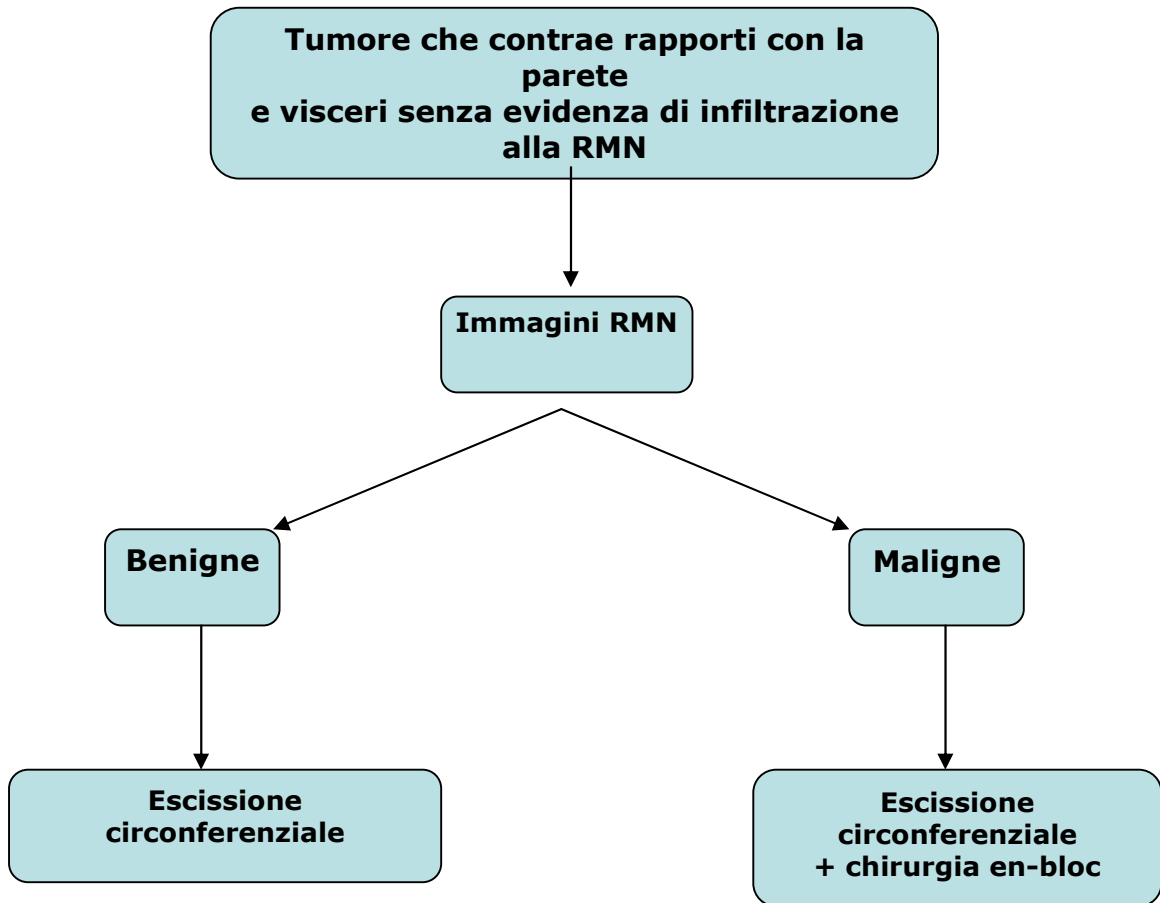 Tumore che contrae rapporti con la
parete
e visceri senza evidenza di infiltrazione
alla RMN
Immagini RMN
Benigne
Maligne
Escissione
circonferenziale
Escissione
circonferenziale
+ chirurgia en-bloc